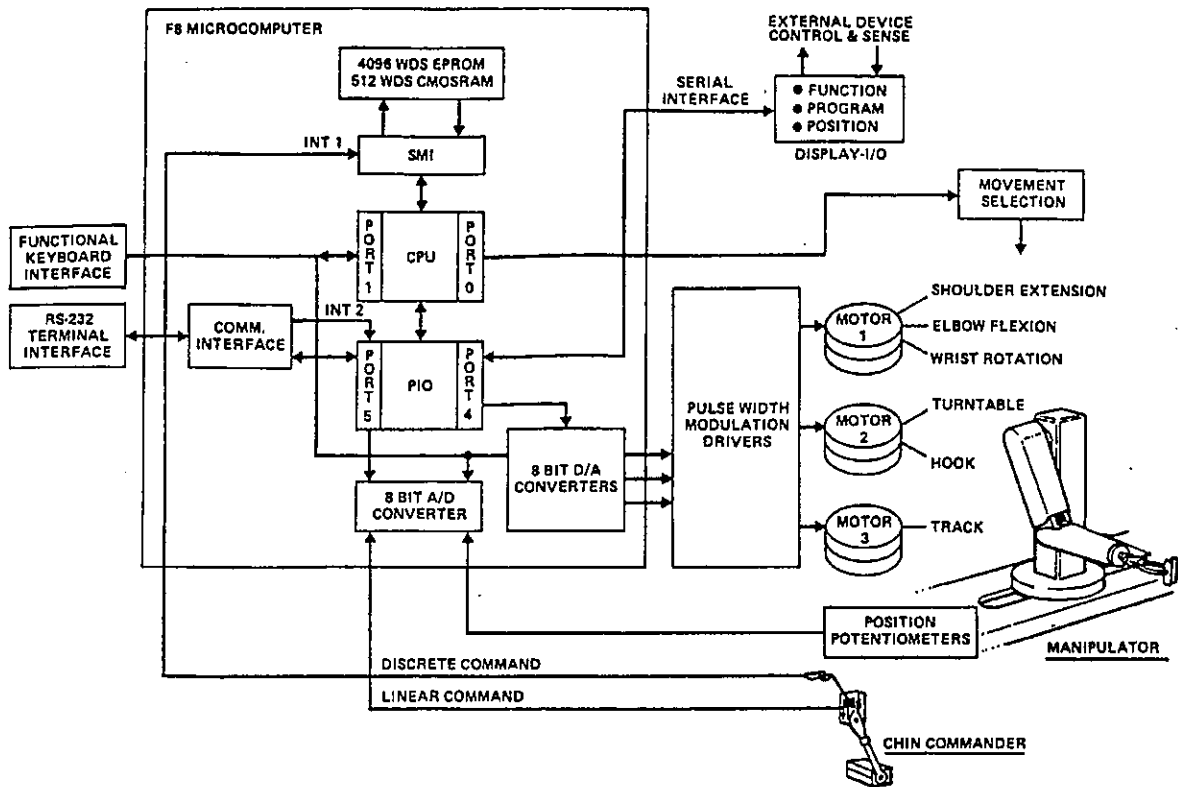 F8 MICROCOMPUTER
4096 WDS EPROM
512 WDS CMOSRAM
INT 1
SMI
PORT 1
CPU
PORT 0
FUNCTIONAL
KEYBOARD
INTERFACE
RS-232
TERMINAL
INTERFACE
COMM.
INTERFACE
INT 2
PORT 5
PIO
PORT 4
8 BIT A/D
CONVERTER
8 BIT D/A
CONVERTERS
SERIAL
INTERFACE
EXTERNAL DEVICE
CONTROL & SENSE
● FUNCTION
● PROGRAM
● POSITION
DISPLAY-I/O
MOVEMENT
SELECTION
PULSE WIDTH
MODULATION
DRIVERS
MOTOR
1
SHOULDER EXTENSION
ELBOW FLEXION
WRIST ROTATION
MOTOR
2
TURNTABLE
HOOK
MOTOR
3
TRACK
POSITION
POTENTIOMETERS
MANIPULATOR
DISCRETE COMMAND
LINEAR COMMAND
CHIN COMMANDER